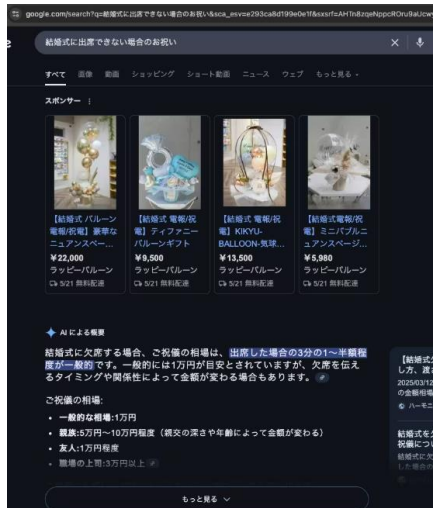 google.com/search?q=結婚式に出席できない場合のお祝い&sca_esv=e293ca8d199e0e1f&sxsrf=
結婚式に出席できない場合のお祝い
すべて 画像 動画 ショッピング ショート動画 ニュース ウェブ もっと見る
スポンサー
【結婚式 バルーン
電報/祝電】豪華な
ニュアンスペー...
¥22,000
ラッピーバルーン
5/21 無料配達
【結婚式 電報/祝
電】ティファニー
バルーンギフト
¥9,500
ラッピーバルーン
5/21 無料配達
【結婚式 電報/祝
電】KIKYU-
BALLOON-気球...
¥13,500
ラッピーバルーン
5/21 無料配達
【結婚式電報/祝
電】ミニバブルニ
ュアンスページ...
¥5,980
ラッピーバルーン
5/21 無料配達
AI による概要
結婚式に欠席する場合、ご祝儀の相場は、出席した場合の3分の1〜半額程
度が一般的です。一般的には1万円が目安とされていますが、欠席を伝え
るタイミングや関係性によって金額が変わる場合もあります。
ご祝儀の相場:
一般的な相場:1万円
親族:5万円〜10万円程度（親交の深さや年齢によって金額が変わる）
友人:1万円程度
職場の上司:3万円以上
もっと見る
【結婚式欠
し方、渡
2025/03/12
の金額相場
ハーモニ
結婚式を欠
祝儀につい
結婚式に欠
した場合の